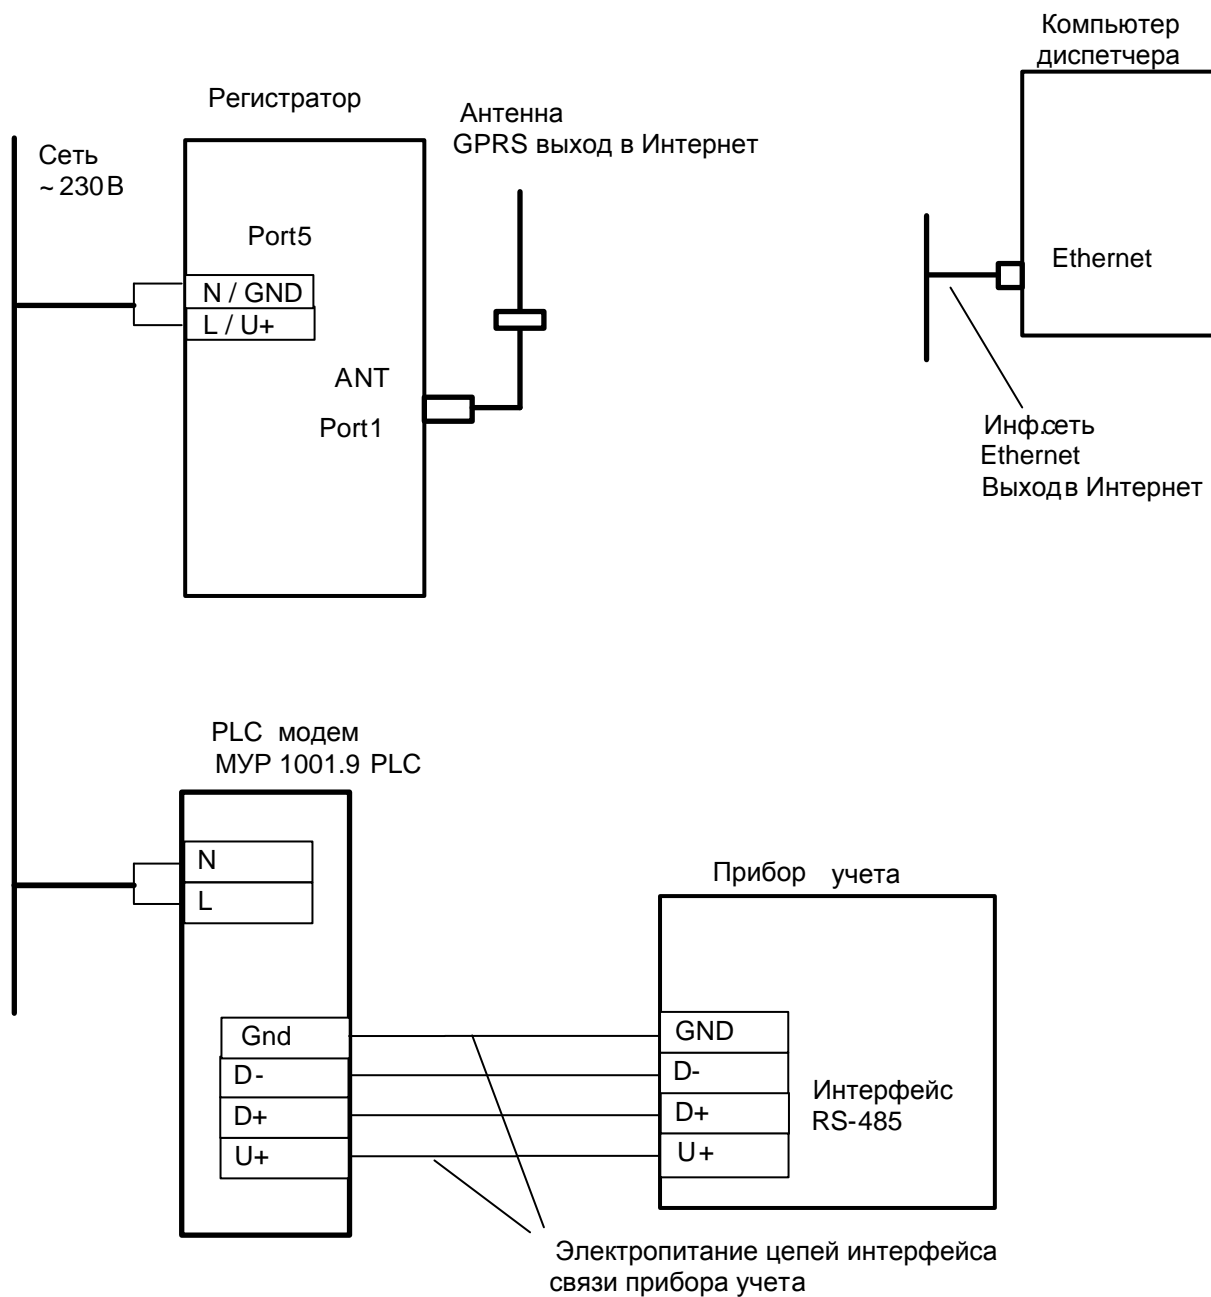 Компьютер
диспетчера
Регистратор
Антенна
GPRS выход в Интернет
Сеть
~ 230 В
Port5
N / GND
L / U+
Ethernet
ANT
Port1
Инф.сеть
Ethernet
Выход в Интернет
PLC модем
МУР 1001.9 PLC
N
L
Прибор учета
Gnd
D-
D+
U+
GND
D-
D+
U+
Интерфейс
RS-485
Электропитание цепей интерфейса
связи прибора учета